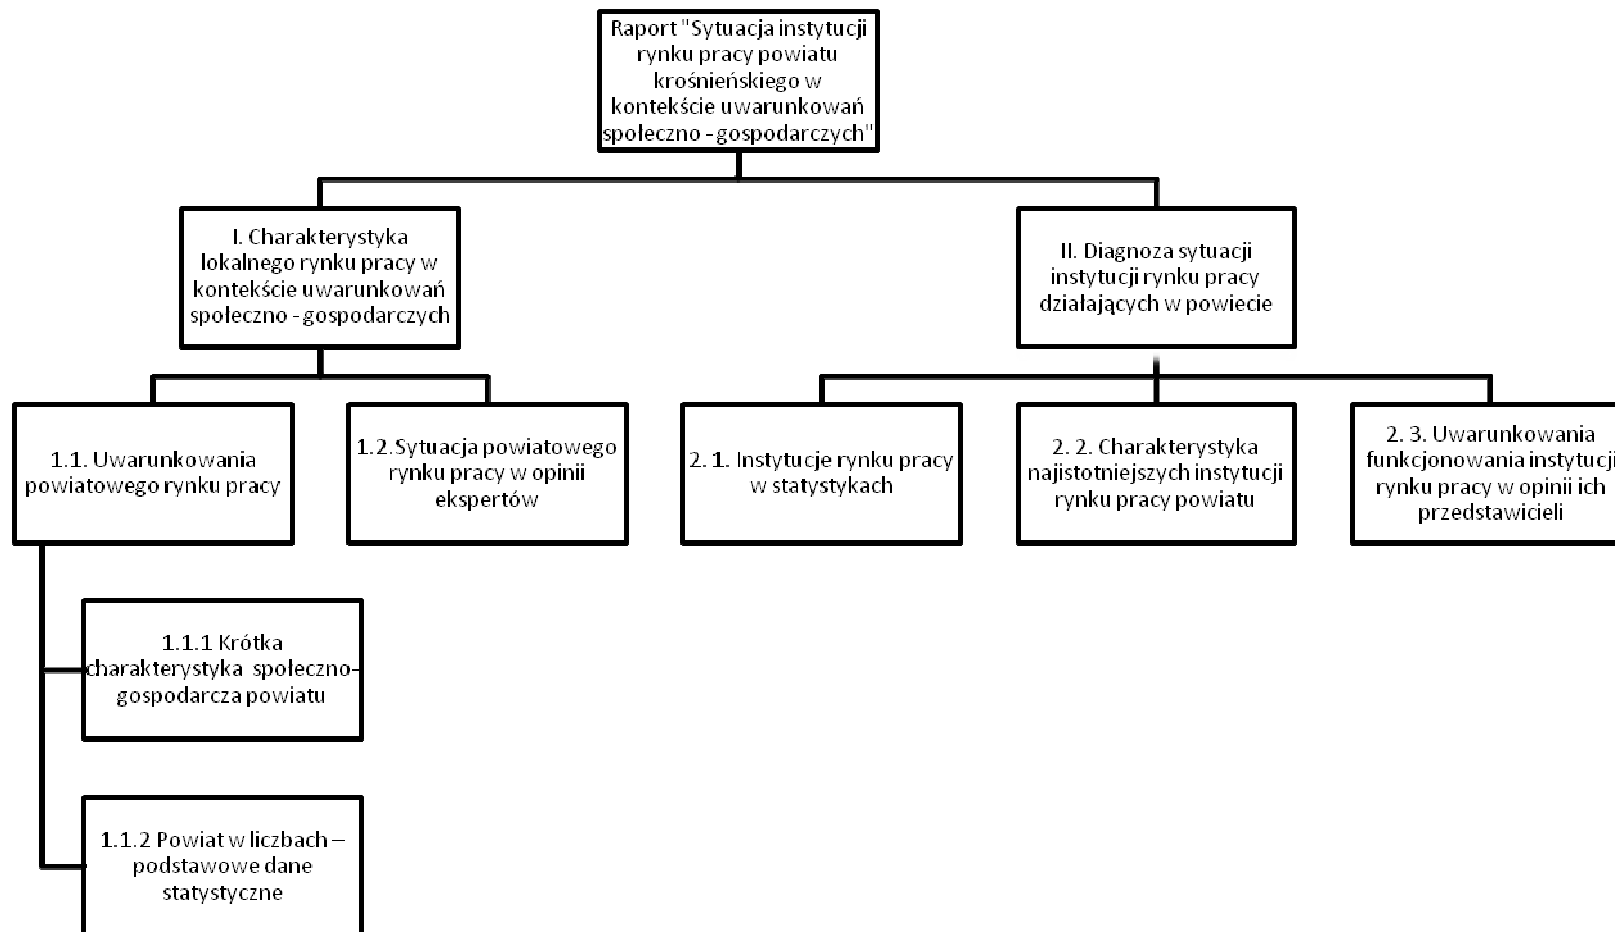 Raport "Sytuacja instytucji
rynku pracy powiatu
krośnieńskiego w
kontekście uwarunkowań
społeczno - gospodarczych"
I. Charakterystyka
lokalnego rynku pracy w
kontekście uwarunkowań
społeczno - gospodarczych
II. Diagnoza sytuacji
instytucji rynku pracy
działających w powiecie
1.1. Uwarunkowania
powiatowego rynku pracy
1.2. Sytuacja powiatowego
rynku pracy w opinii
ekspertów
2. 1. Instytucje rynku pracy
w statystykach
2. 2. Charakterystyka
najistotniejszych instytucji
rynku pracy powiatu
2. 3. Uwarunkowania
funkcjonowania instytucji
rynku pracy w opinii ich
przedstawicieli
1.1.1 Krótka
charakterystyka społeczno-
gospodarcza powiatu
1.1.2 Powiat w liczbach –
podstawowe dane
statystyczne